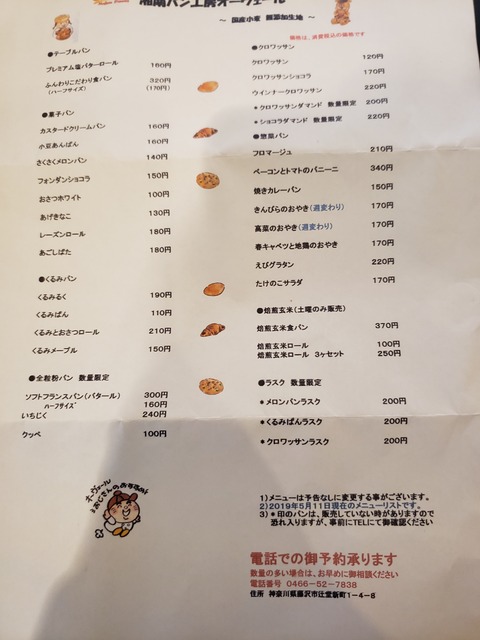 湘南パン工房オーヴェール
～ 国産小麦 無添加生地 ～
価格は、消費税込の価格です
●テーブルパン
プレミアム塩バターロール 160円
ふんわりこだわり食パン 320円
(ハーフサイズ) (170円)
●菓子パン
カスタードクリームパン 160円
小豆あんぱん 160円
さくさくメロンパン 140円
フォンダンショコラ 150円
おさつホワイト 100円
あげきなこ 130円
レーズンロール 180円
あごしばた 180円
●くるみパン
くるみるく 190円
くるみぱん 110円
くるみとおさつロール 210円
くるみメープル 150円
●全粒粉パン 数量限定
ソフトフランスパン(バタール) 300円
ハーフサイズ 160円
いちじく 240円
クッペ 100円
●クロワッサン
クロワッサン 120円
クロワッサンショコラ 170円
ウインナークロワッサン 220円
*クロワッサンダマンド 数量限定 200円
*ショコラダマンド 数量限定 220円
●惣菜パン
フロマージュ 210円
ベーコンとトマトのパニーニ 340円
焼きカレーパン 150円
きんぴらのおやき(週変わり) 170円
高菜のおやき(週変わり) 170円
春キャベツと地鶏のおやき 170円
えびグラタン 220円
たけのこサラダ 170円
●焙煎玄米(土曜のみ販売)
焙煎玄米食パン 370円
焙煎玄米ロール 100円
焙煎玄米ロール 3ヶセット 250円
●ラスク 数量限定
*メロンパンラスク 200円
*くるみぱんラスク 200円
*クロワッサンラスク 200円
オーヴェール
1)メニューは予告なしに変更する事がございます。
2)2019年5月11日現在のメニューリストです。
3)*印のパンは、販売していない時がありますので
恐れ入りますが、事前にTELにて御確認ください
電話での御予約承ります
数量の多い場合は、お早めに御相談ください
電話番号 0466-52-7838
住所 神奈川県藤沢市辻堂新町1-4-8